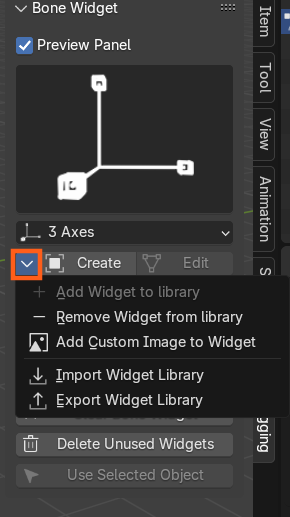 Bone Widget
Preview Panel
3 Axes
Create
Edit
Add Widget to library
Remove Widget from library
Add Custom Image to Widget
Import Widget Library
Export Widget Library
Delete Unused Widgets
Use Selected Object
Item
Tool
View
Animation